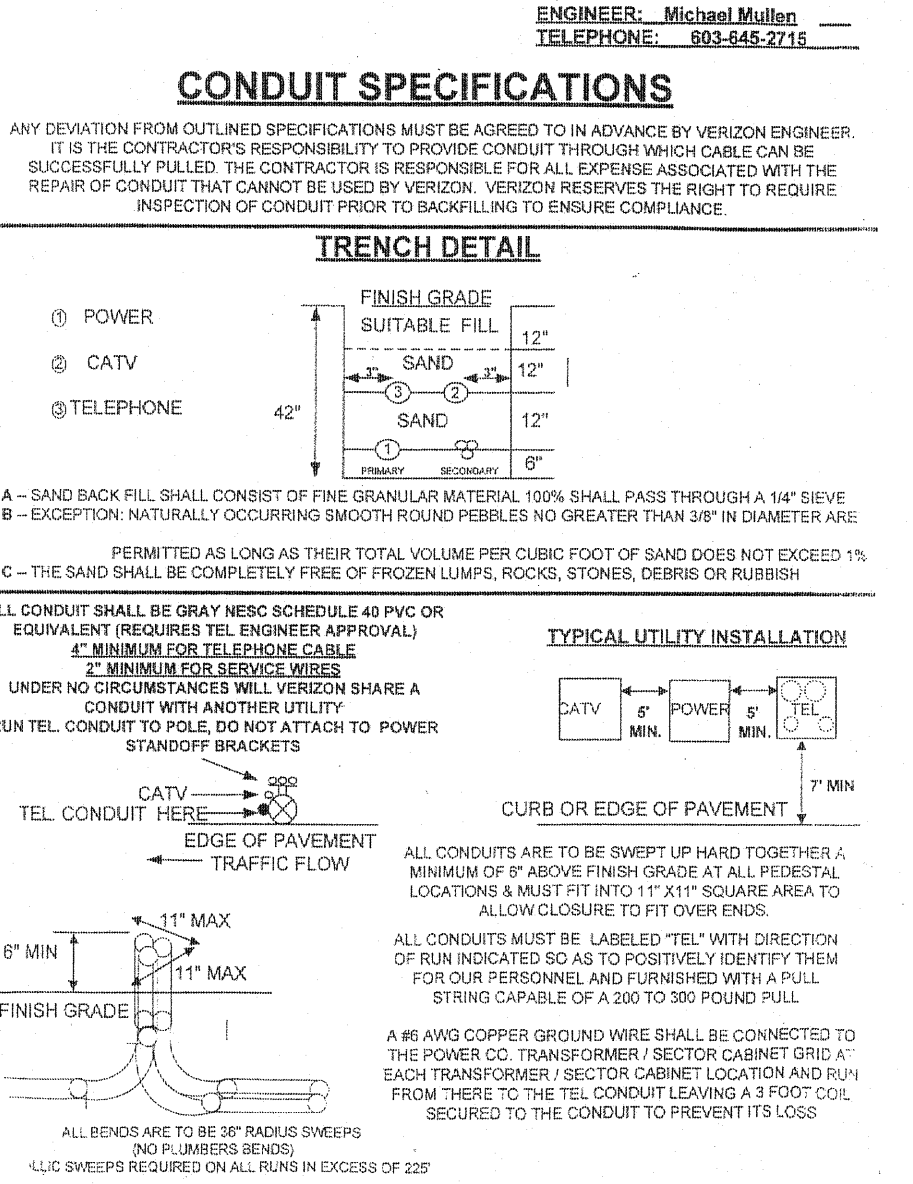 ENGINEER: Michael Mullen
TELEPHONE: 603-645-2715
CONDUIT SPECIFICATIONS
ANY DEVIATION FROM OUTLINED SPECIFICATIONS MUST BE AGREED TO IN ADVANCE BY VERIZON ENGINEER.
IT IS THE CONTRACTOR'S RESPONSIBILITY TO PROVIDE CONDUIT THROUGH WHICH CABLE CAN BE
SUCCESSFULLY PULLED. THE CONTRACTOR IS RESPONSIBLE FOR ALL EXPENSE ASSOCIATED WITH THE
REPAIR OF CONDUIT THAT CANNOT BE USED BY VERIZON. VERIZON RESERVES THE RIGHT TO REQUIRE
INSPECTION OF CONDUIT PRIOR TO BACKFILLING TO ENSURE COMPLIANCE.
TRENCH DETAIL
① POWER
② CATV
③ TELEPHONE
42"
FINISH GRADE
SUITABLE FILL
12"
SAND
12"
3"
3"
3
2
SAND
12"
1
6"
PRIMARY
SECONDARY
A -- SAND BACK FILL SHALL CONSIST OF FINE GRANULAR MATERIAL 100% SHALL PASS THROUGH A 1/4" SIEVE
B -- EXCEPTION: NATURALLY OCCURRING SMOOTH ROUND PEBBLES NO GREATER THAN 3/8" IN DIAMETER ARE
PERMITTED AS LONG AS THEIR TOTAL VOLUME PER CUBIC FOOT OF SAND DOES NOT EXCEED 1%
C -- THE SAND SHALL BE COMPLETELY FREE OF FROZEN LUMPS, ROCKS, STONES, DEBRIS OR RUBBISH
LL CONDUIT SHALL BE GRAY NESC SCHEDULE 40 PVC OR
EQUIVALENT (REQUIRES TEL ENGINEER APPROVAL)
4" MINIMUM FOR TELEPHONE CABLE
2" MINIMUM FOR SERVICE WIRES
UNDER NO CIRCUMSTANCES WILL VERIZON SHARE A
CONDUIT WITH ANOTHER UTILITY
UN TEL. CONDUIT TO POLE, DO NOT ATTACH TO POWER
STANDOFF BRACKETS
CATV
TEL. CONDUIT HERE
EDGE OF PAVEMENT
TRAFFIC FLOW
11" MAX
6" MIN
11" MAX
FINISH GRADE
ALL BENDS ARE TO BE 36" RADIUS SWEEPS
(NO PLUMBERS BENDS)
LLIC SWEEPS REQUIRED ON ALL RUNS IN EXCESS OF 225'
TYPICAL UTILITY INSTALLATION
CATV
5'
MIN.
POWER
5'
MIN.
TEL
7' MIN
CURB OR EDGE OF PAVEMENT
ALL CONDUITS ARE TO BE SWEPT UP HARD TOGETHER A
MINIMUM OF 6" ABOVE FINISH GRADE AT ALL PEDESTAL
LOCATIONS & MUST FIT INTO 11" X11" SQUARE AREA TO
ALLOW CLOSURE TO FIT OVER ENDS.
ALL CONDUITS MUST BE LABELED "TEL" WITH DIRECTION
OF RUN INDICATED SO AS TO POSITIVELY IDENTIFY THEM
FOR OUR PERSONNEL AND FURNISHED WITH A PULL
STRING CAPABLE OF A 200 TO 300 POUND PULL
A #6 AWG COPPER GROUND WIRE SHALL BE CONNECTED TO
THE POWER CO. TRANSFORMER / SECTOR CABINET GRID AT
EACH TRANSFORMER / SECTOR CABINET LOCATION AND RUN
FROM THERE TO THE TEL CONDUIT LEAVING A 3 FOOT COIL
SECURED TO THE CONDUIT TO PREVENT ITS LOSS